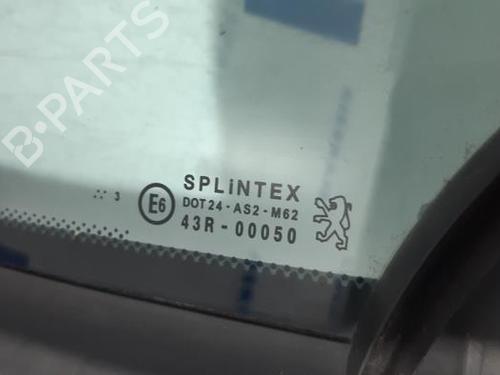 B-PARTS
SPLiNTEX
DOT24-AS2-M62
43R-00050
E6
3